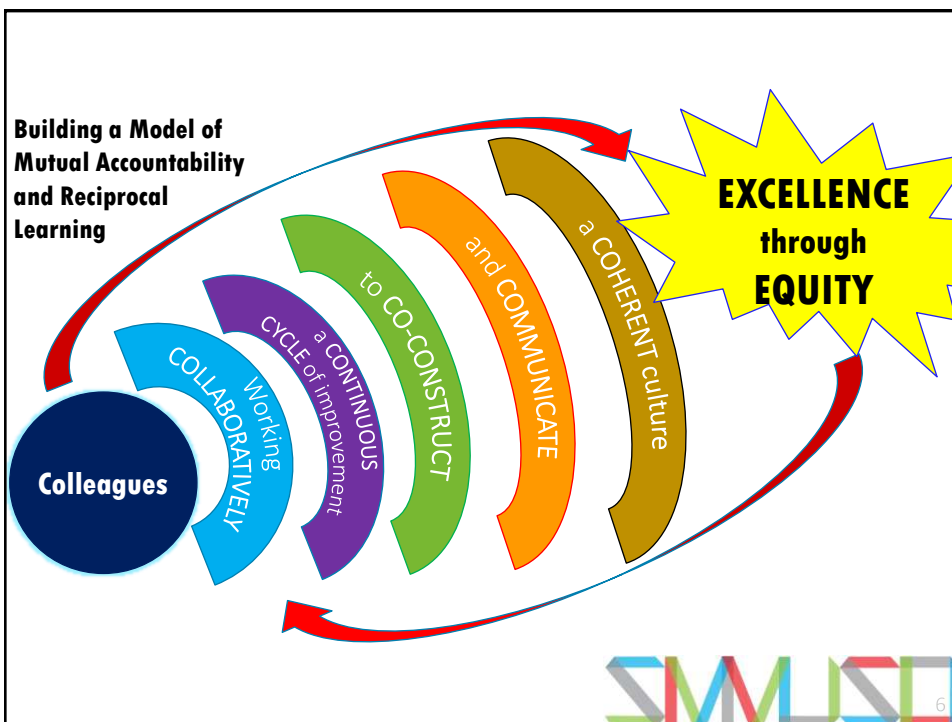 Building a Model of
Mutual Accountability
and Reciprocal
Learning
EXCELLENCE
through
EQUITY
Colleagues
Working
COLLABORATIVELY
a CONTINUOUS
CYCLE of improvement
to CO-CONSTRUCT
and COMMUNICATE
a COHERENT culture
SMMUSD
6